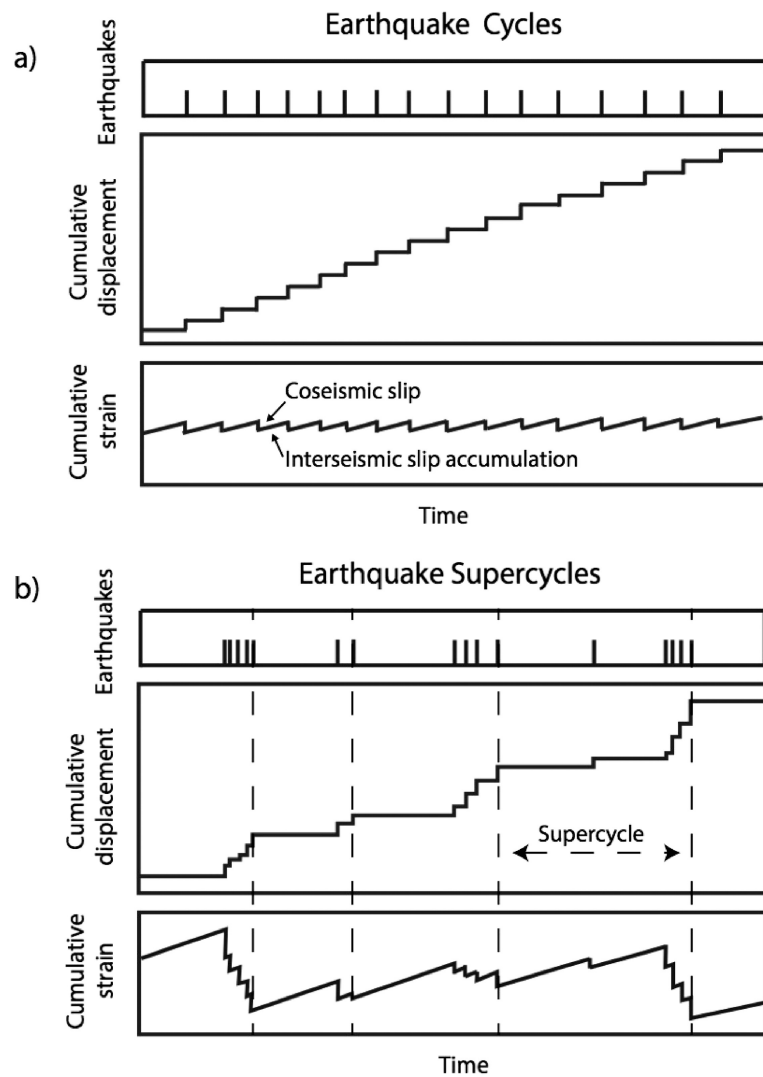 Earthquake Cycles
a)
Earthquakes
Cumulative
displacement
Cumulative
strain
Coseismic slip
Interseismic slip accumulation
Time
Earthquake Supercycles
b)
Earthquakes
Cumulative
displacement
Supercycle
Cumulative
strain
Time